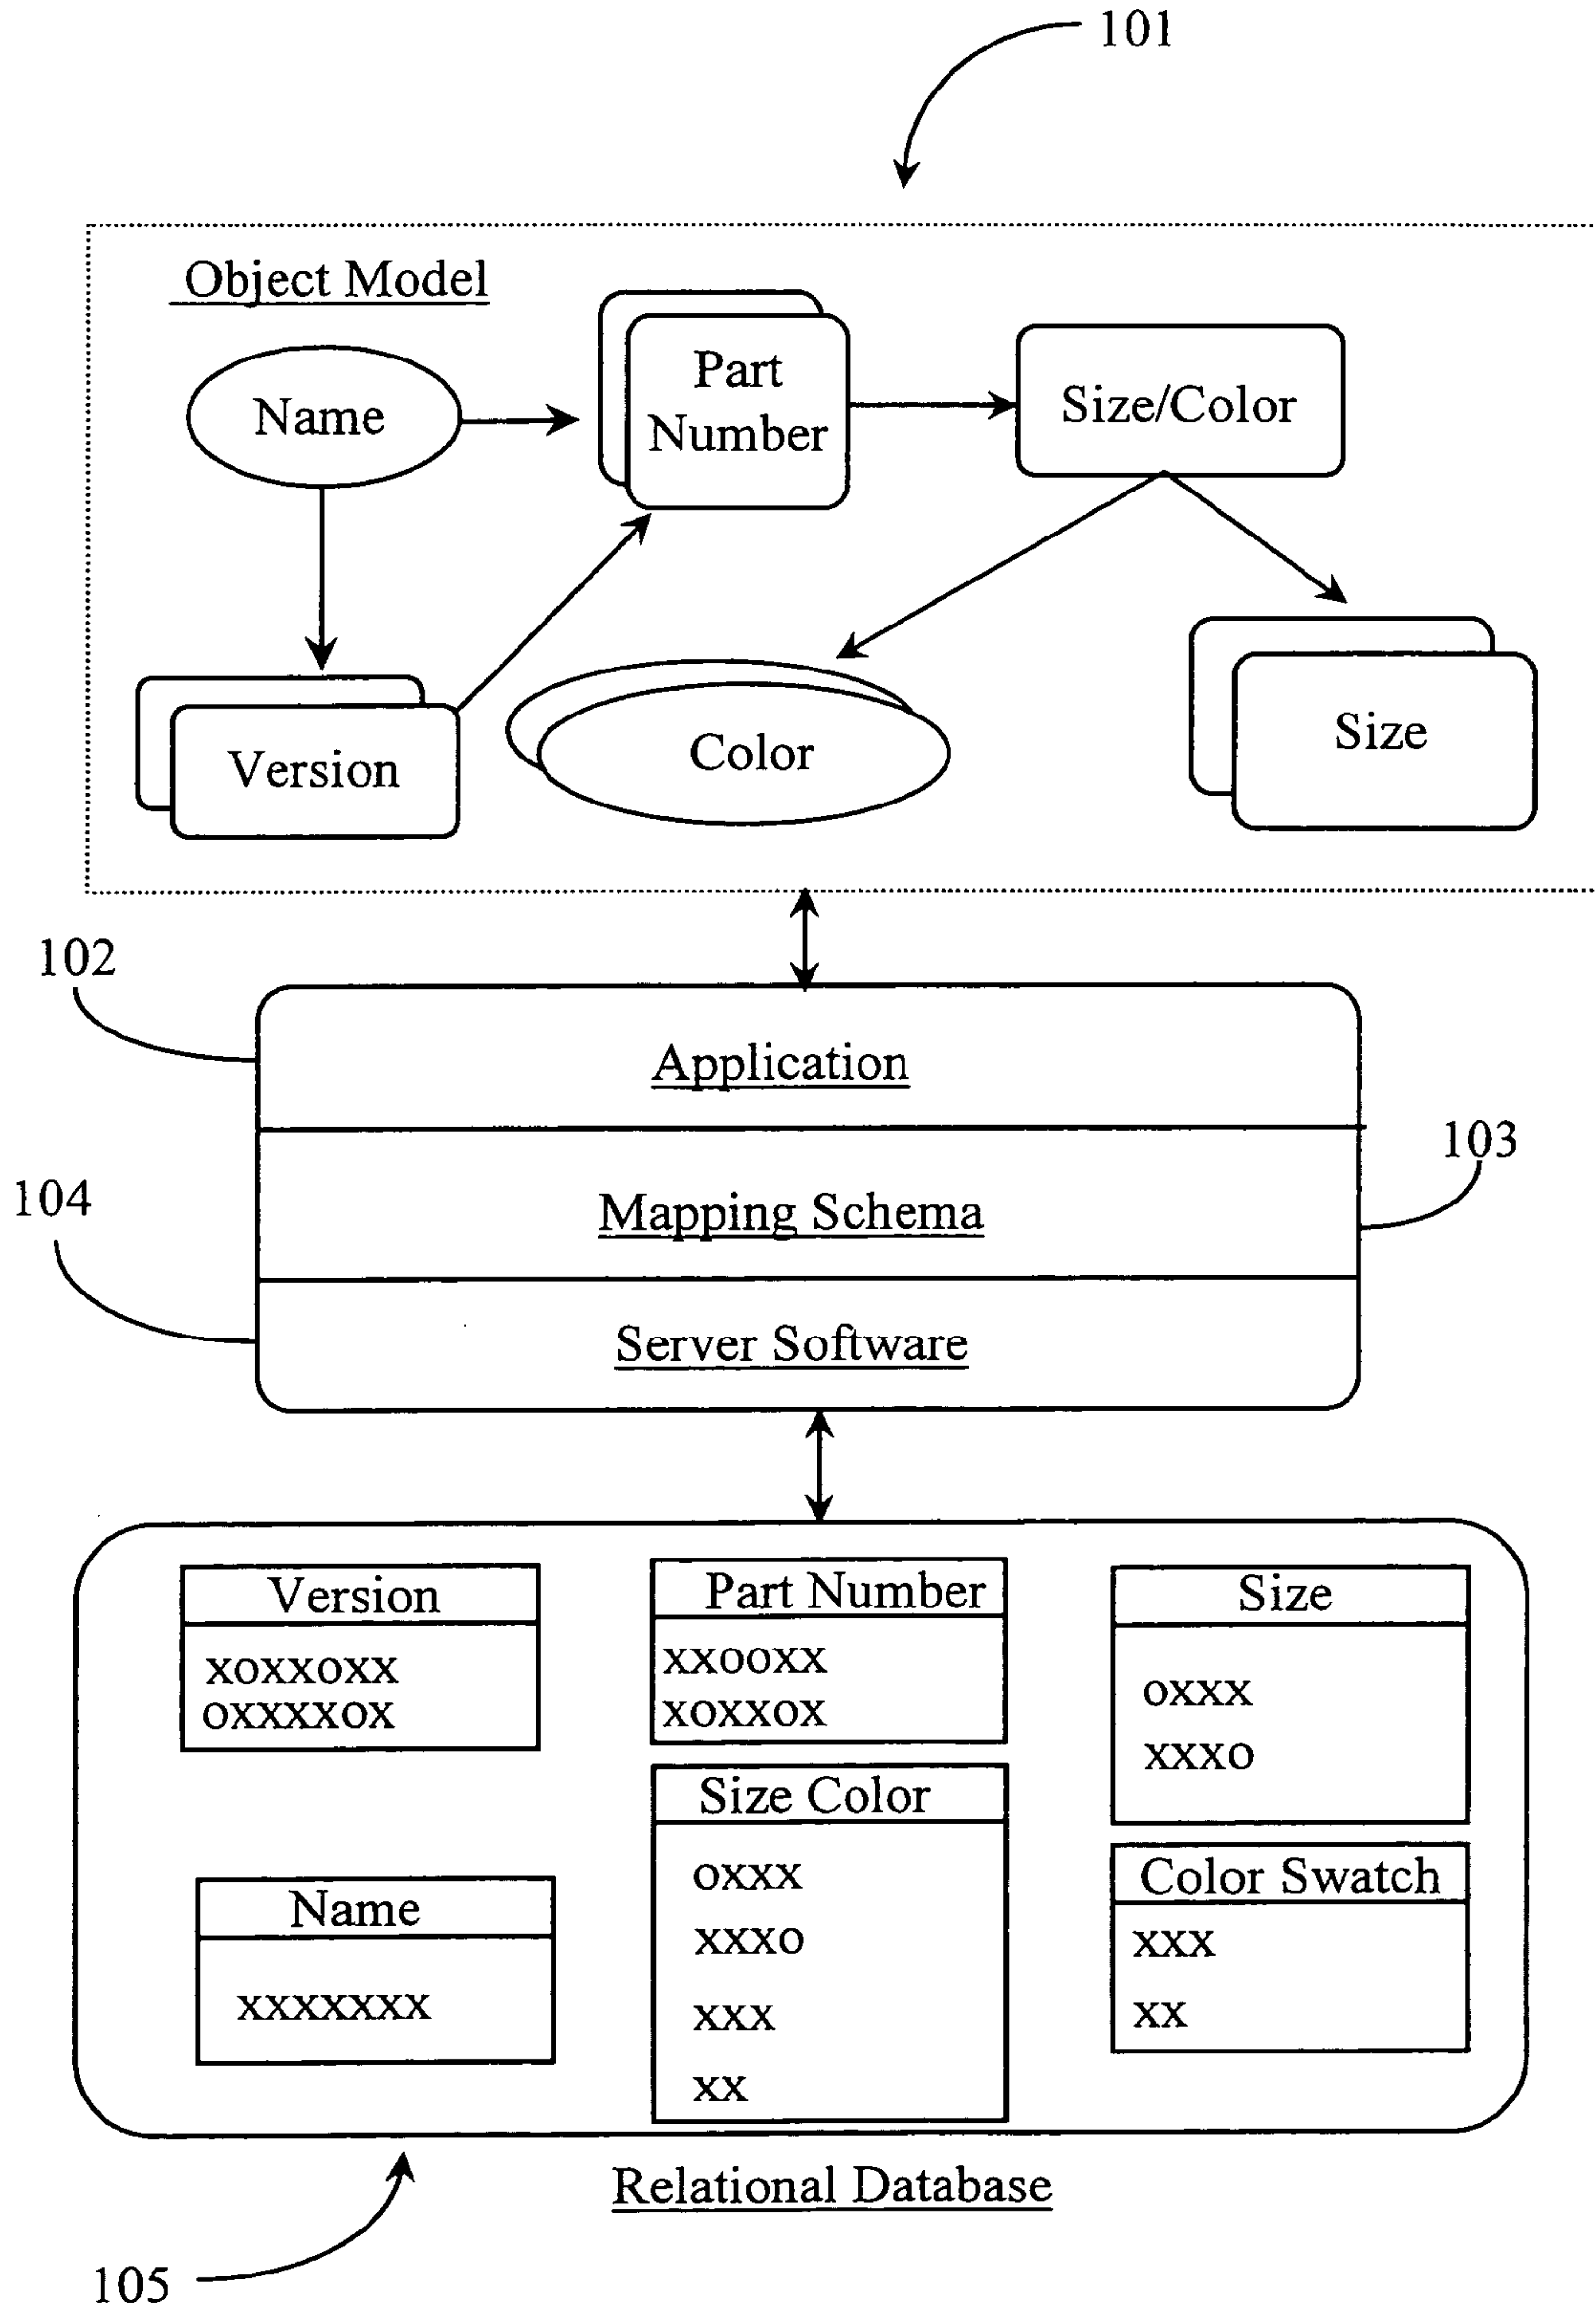 101
Object Model
Name
Part
Number
Size/Color
Version
Color
Size
102
Application
103
Mapping Schema
104
Server Software
Version
xoxxoxx
oxxxxox
Part Number
xxooxx
xoxxox
Size
oxxx
xxxo
Size Color
oxxx
xxxo
xxx
xx
Color Swatch
xxx
xx
Name
xxxxxxx
Relational Database
105